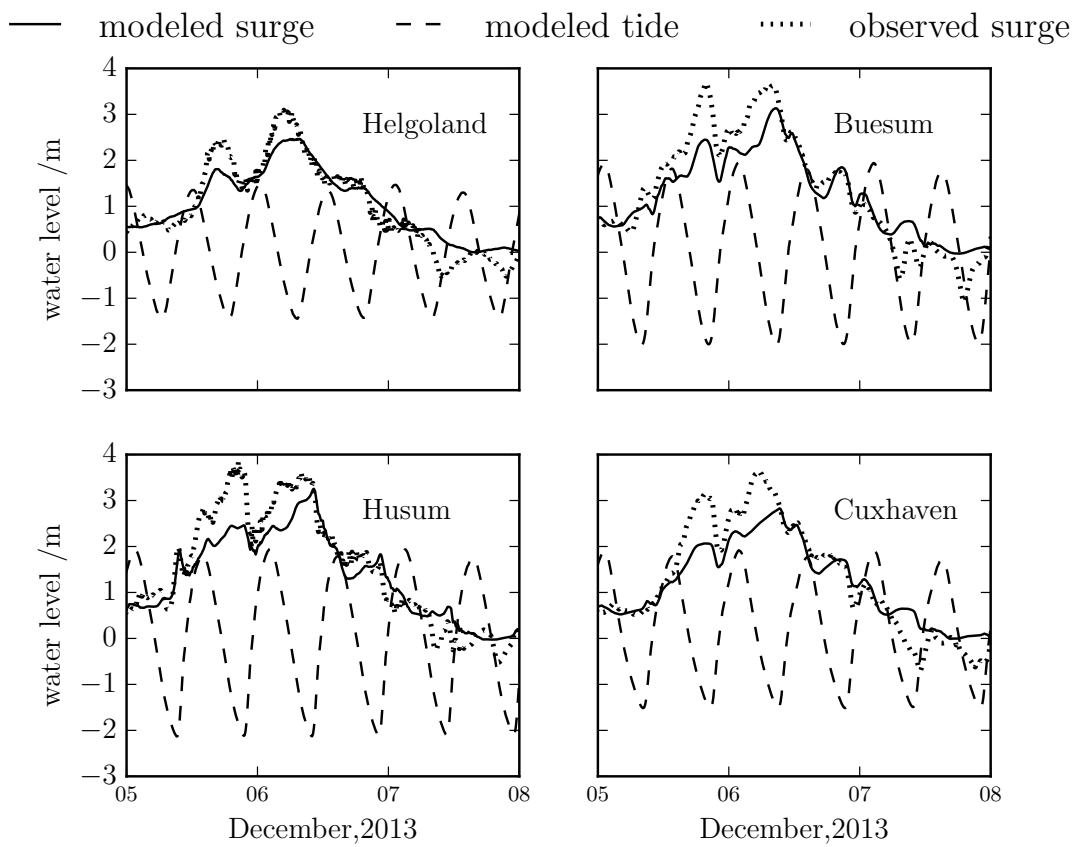 modeled surge modeled tide observed surge
4
3
2
1
0
−1
−2
−3
water level /m
Helgoland
Buesum
4
3
2
1
0
−1
−2
−3
water level /m
Husum
Cuxhaven
05 06 07 08
05 06 07 08
December,2013
December,2013